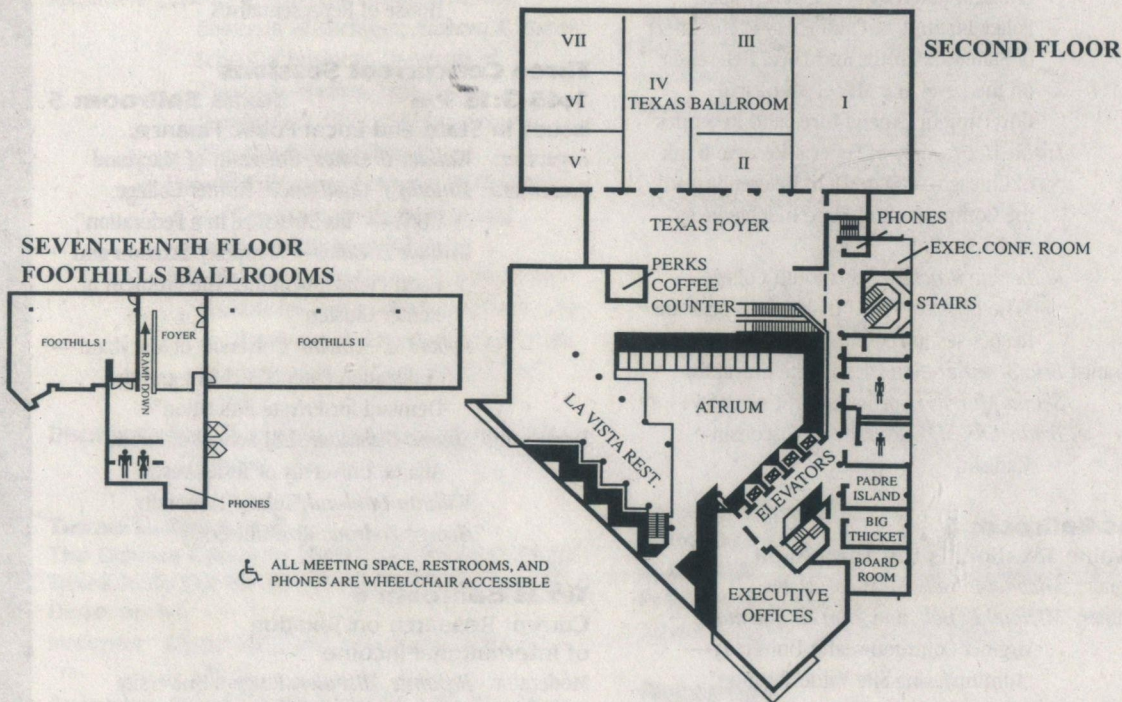 SECOND FLOOR
VII
III
IV
TEXAS BALLROOM
VI
I
V
II
TEXAS FOYER
PHONES
EXEC.CONF. ROOM
PERKS
COFFEE
COUNTER
STAIRS
SEVENTEENTH FLOOR
FOOTHILLS BALLROOMS
FOOTHILLS I
RAMP DOWN
FOYER
FOOTHILLS II
PHONES
LA VISTA REST.
ATRIUM
ELEVATORS
PADRE
ISLAND
BIG
THICKET
BOARD
ROOM
EXECUTIVE
OFFICES
ALL MEETING SPACE, RESTROOMS, AND
PHONES ARE WHEELCHAIR ACCESSIBLE